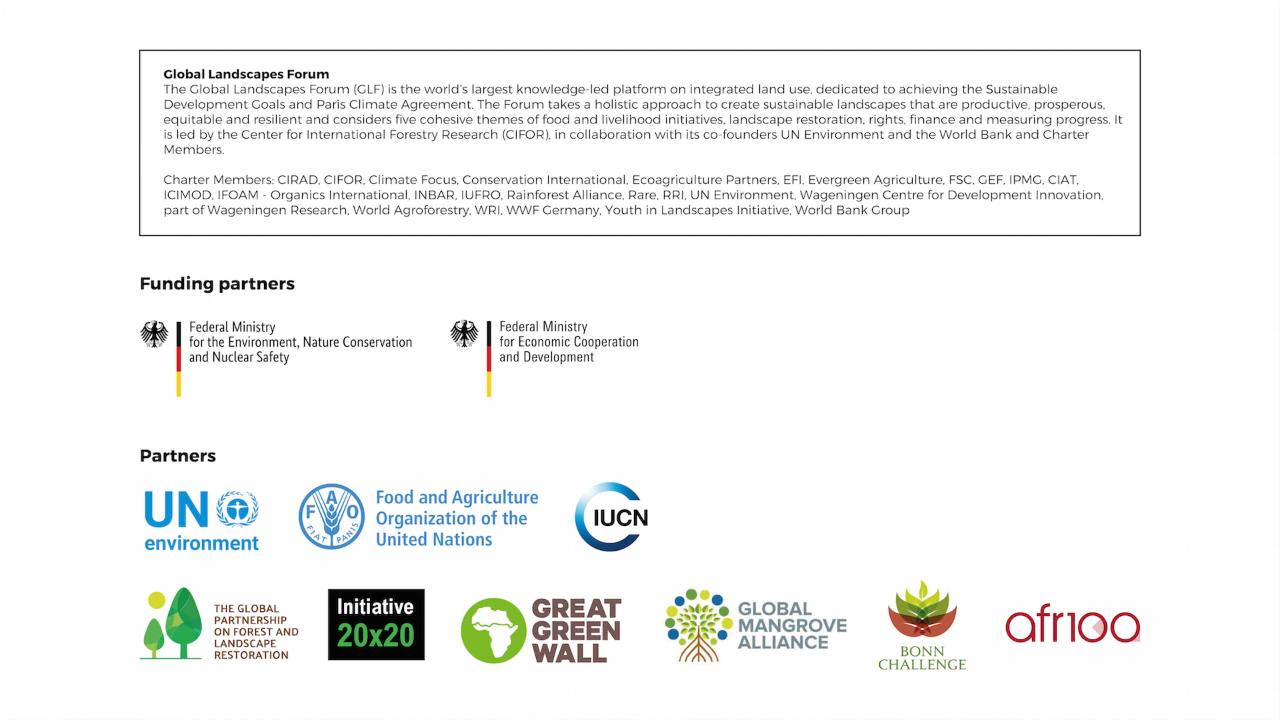 Global Landscapes Forum
The Global Landscapes Forum (GLF) is the world's largest knowledge-led platform on integrated land use, dedicated to achieving the Sustainable
Development Goals and Paris Climate Agreement. The Forum takes a holistic approach to create sustainable landscapes that are productive, prosperous,
equitable and resilient and considers five cohesive themes of food and livelihood initiatives, landscape restoration, rights, finance and measuring progress. It
is led by the Center for International Forestry Research (CIFOR), in collaboration with its co-founders UN Environment and the World Bank and Charter
Members.
Charter Members: CIRAD, CIFOR, Climate Focus, Conservation International, Ecoagriculture Partners, EFI, Evergreen Agriculture, FSC, GEF, IPMG, CIAT,
ICIMOD, IFOAM - Organics International, INBAR, IUFRO, Rainforest Alliance, Rare, RRI, UN Environment, Wageningen Centre for Development Innovation,
part of Wageningen Research, World Agroforestry, WRI, WWF Germany, Youth in Landscapes Initiative, World Bank Group
Funding partners
Federal Ministry
for the Environment, Nature Conservation
and Nuclear Safety
Federal Ministry
for Economic Cooperation
and Development
Partners
UN
environment
F A O
FIAT PANIS
Food and Agriculture
Organization of the
United Nations
IUCN
THE GLOBAL
PARTNERSHIP
ON FOREST AND
LANDSCAPE
RESTORATION
Initiative
20x20
GREAT
GREEN
WALL
GLOBAL
MANGROVE
ALLIANCE
BONN
CHALLENGE
afr100